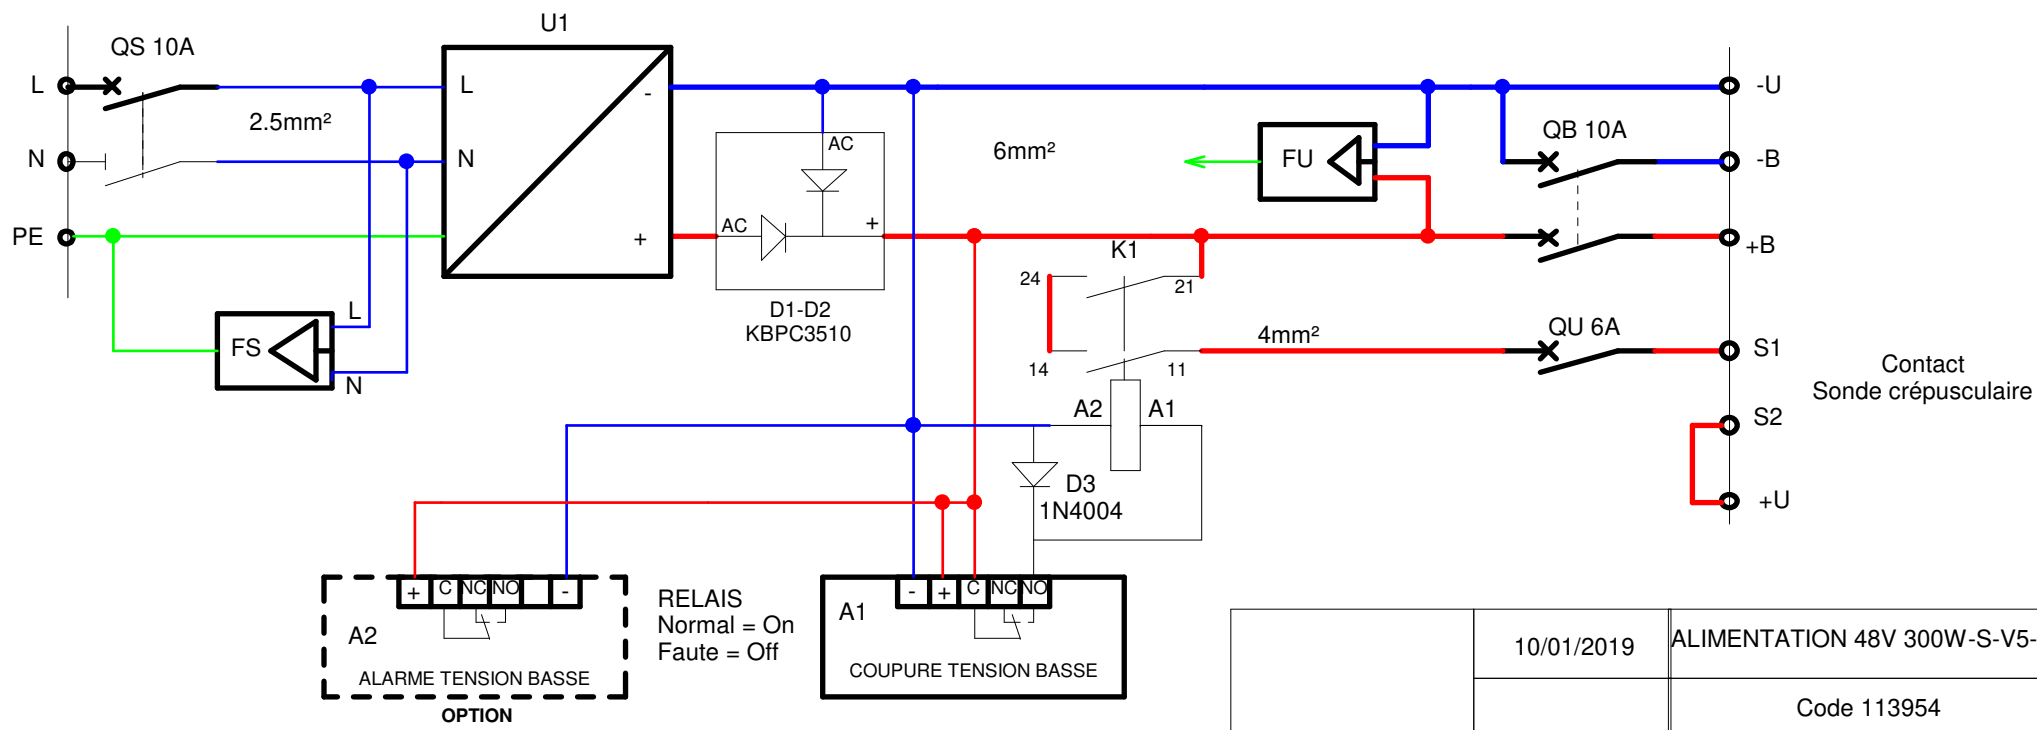 U1
QS 10A
L
L
-
-U
2.5mm²
AC
6mm²
FU
QB 10A
N
N
-B
PE
+
AC
+
+B
K1
24
21
D1-D2
KBPC3510
L
FS
N
4mm²
QU 6A
S1
14
11
Contact
Sonde crépusculaire
A2
A1
S2
D3
1N4004
+U
+ C NC NO -
- + C NC NO
RELAIS
Normal = On
Faute = Off
A2
A1
ALARME TENSION BASSE
COUPURE TENSION BASSE
OPTION
10/01/2019
ALIMENTATION 48V 300W-S-V5-
Code 113954